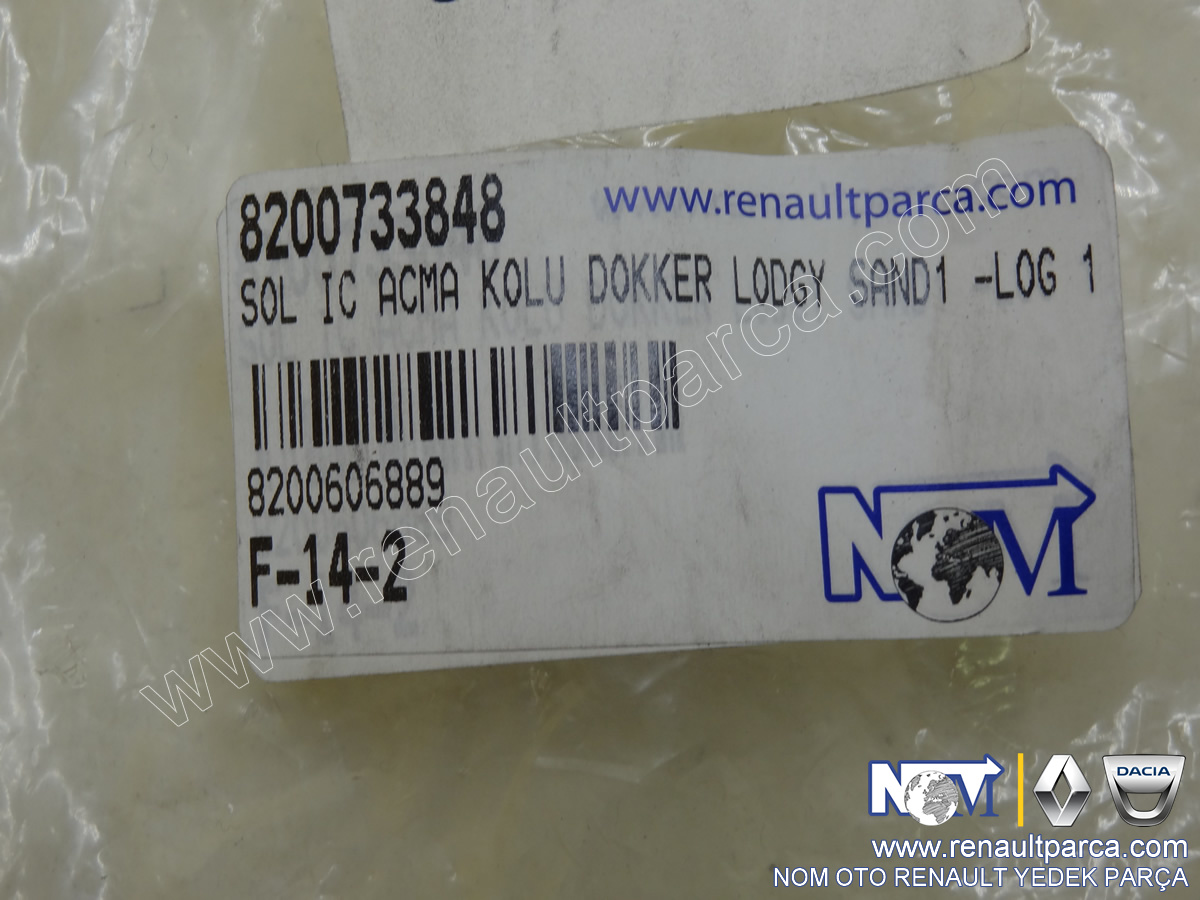 8200733848
www.renaultparca.com
SOL IC ACMA KOLU DOKKER LODGY SAND1 -LOG 1
8200606889
F-14-2
NOM
www.renaultparca.com
NOM
DACIA
www.renaultparca.com
NOM OTO RENAULT YEDEK PARÇA